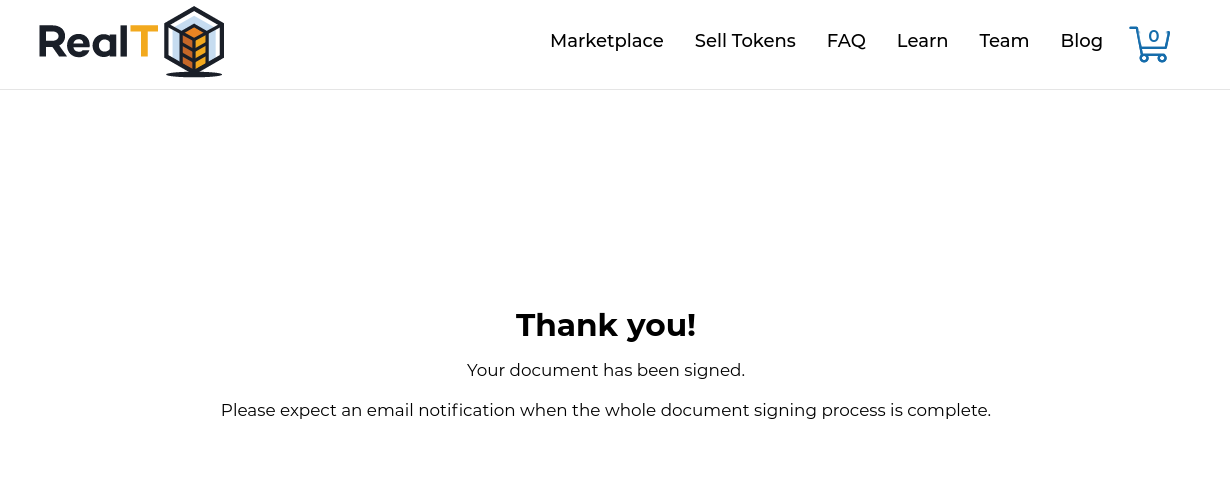 RealT
Marketplace Sell Tokens FAQ Learn Team Blog 0
Thank you!
Your document has been signed.
Please expect an email notification when the whole document signing process is complete.